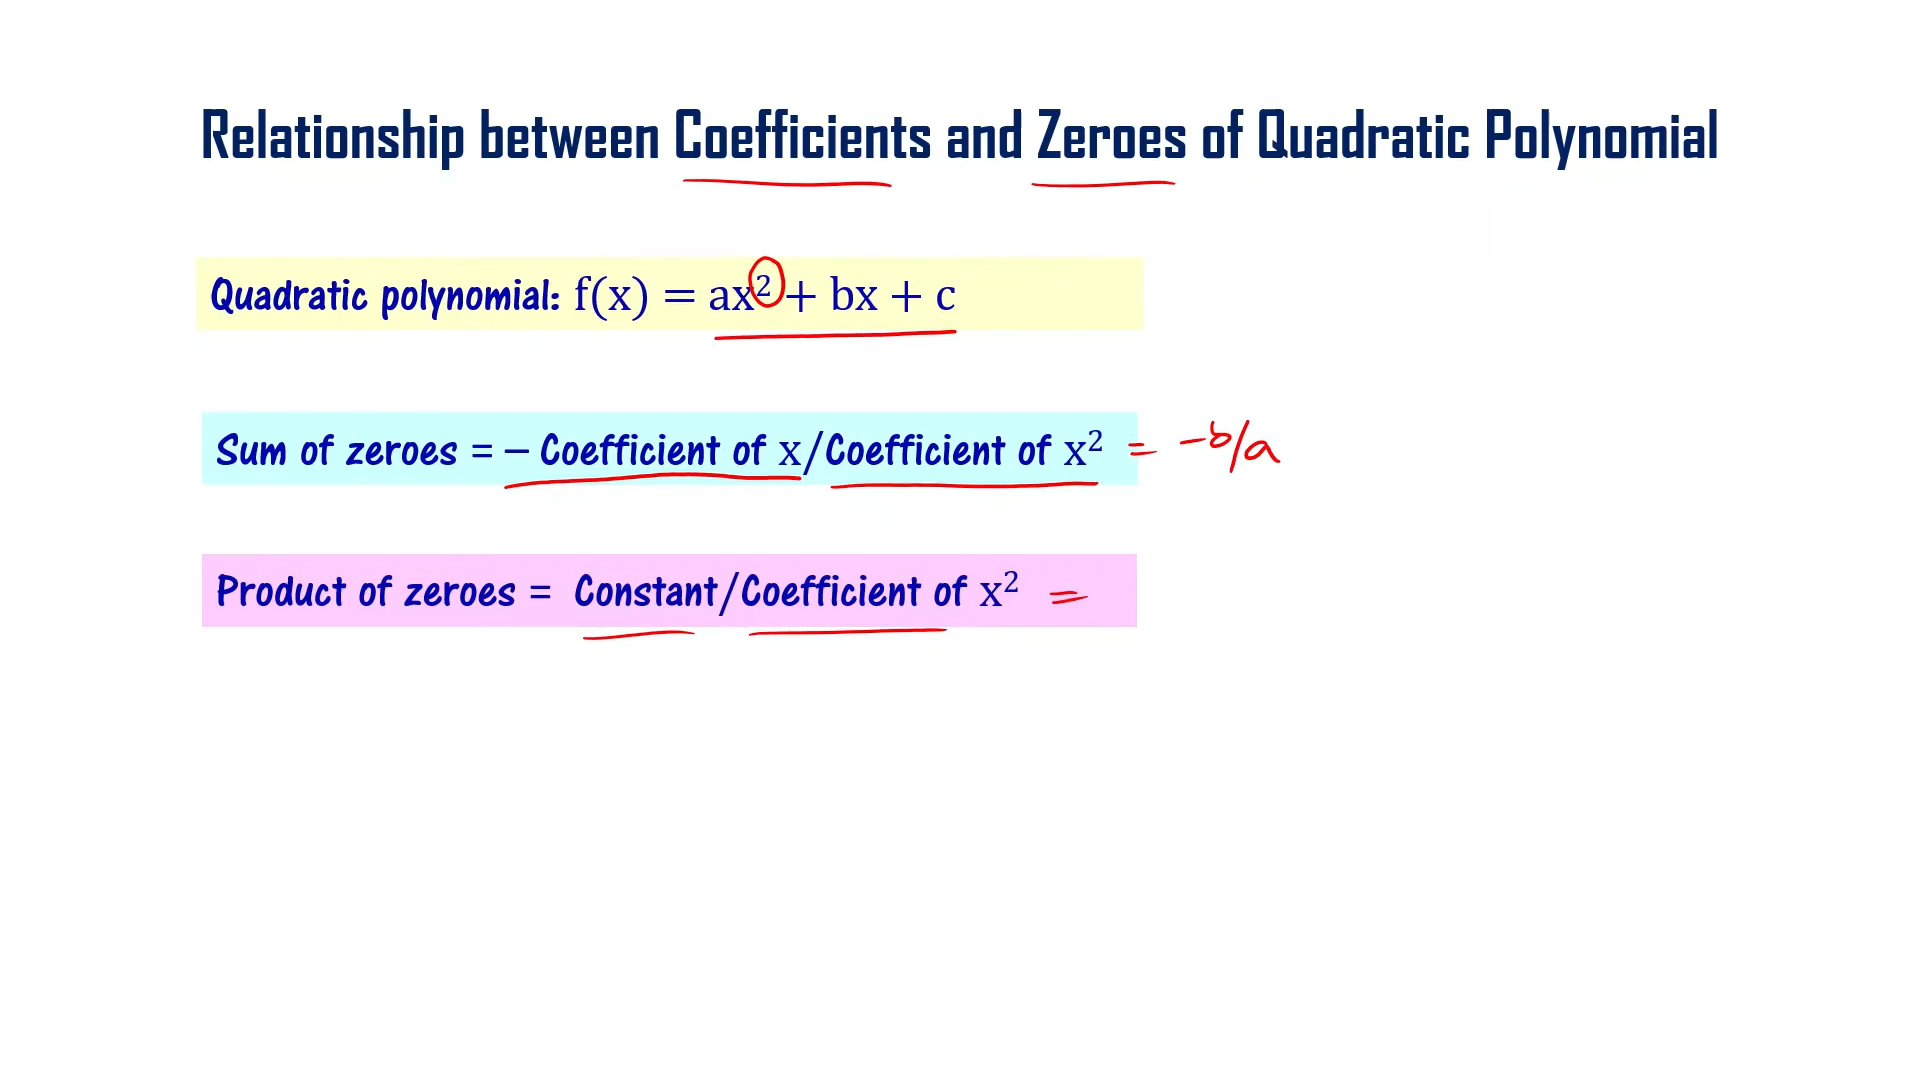 Relationship between Coefficients and Zeroes of Quadratic Polynomial
Quadratic polynomial: f(x) = ax² + bx + c
Sum of zeroes = – Coefficient of x/Coefficient of x² = -b/a
Product of zeroes = Constant/Coefficient of x² =